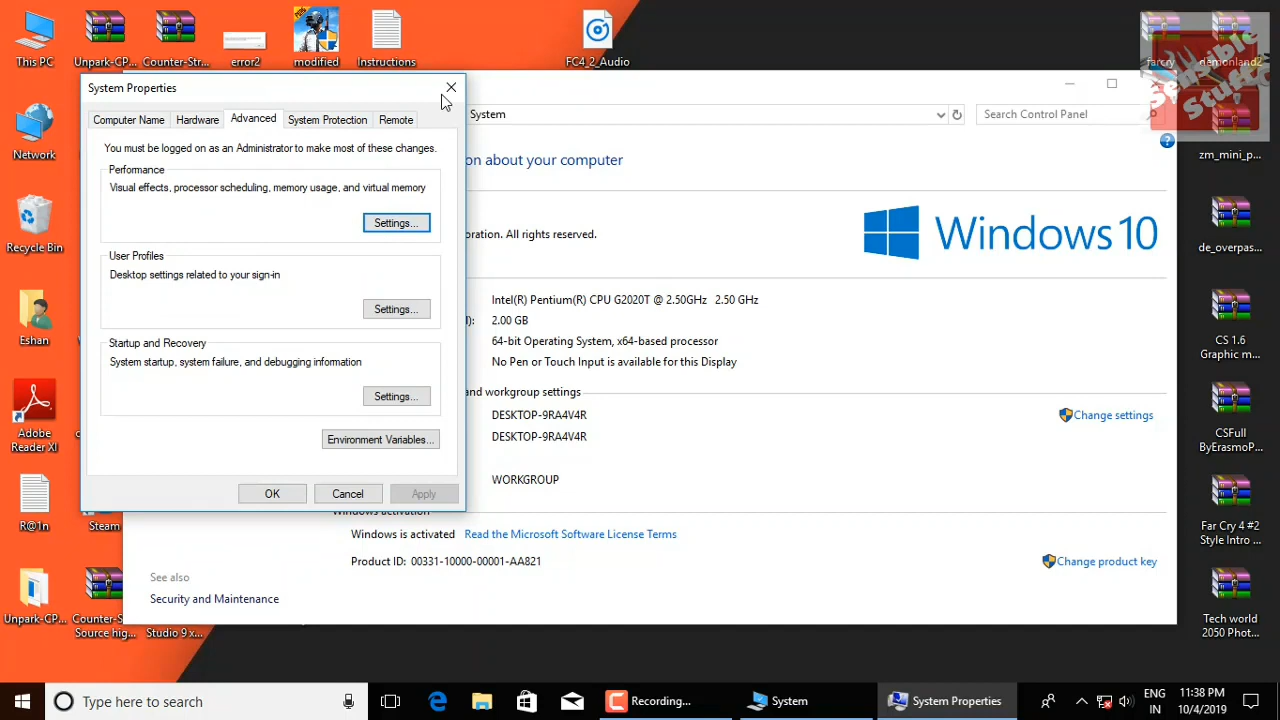 This PC
Unpark-CP...
Counter-Str...
error2
modified
Instructions
FC4_2_Audio
farcry
demonland2
Sensible
Stuff
System Properties
Computer Name
Hardware
Advanced
System Protection
Remote
You must be logged on as an Administrator to make most of these changes.
Performance
Visual effects, processor scheduling, memory usage, and virtual memory
Settings...
User Profiles
Desktop settings related to your sign-in
Settings...
Startup and Recovery
System startup, system failure, and debugging information
Settings...
Environment Variables...
OK
Cancel
Apply
System
Search Control Panel
on about your computer
oration. All rights reserved.
Windows 10
Intel(R) Pentium(R) CPU G2020T @ 2.50GHz 2.50 GHz
2.00 GB
64-bit Operating System, x64-based processor
No Pen or Touch Input is available for this Display
and workgroup settings
DESKTOP-9RA4V4R
Change settings
DESKTOP-9RA4V4R
WORKGROUP
Windows activation
Windows is activated Read the Microsoft Software License Terms
Product ID: 00331-10000-00001-AA821
Change product key
See also
Security and Maintenance
Network
Recycle Bin
Eshan
Adobe
Reader XI
R@1n
Steam
Unpark-CP...
Counter-S...
Source hig...
Studio 9 x...
zm_mini_p...
de_overpas...
CS 1.6
Graphic m...
CSFull
ByErasmoP...
Far Cry 4 #2
Style Intro ...
Tech world
2050 Phot...
Type here to search
Recording...
System
System Properties
ENG
IN
11:38 PM
10/4/2019